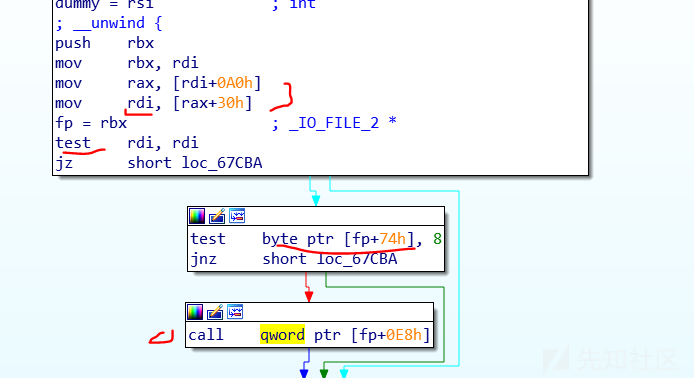 dummy = rsi ; int
; __unwind {
push rbx
mov rbx, rdi
mov rax, [rdi+0A0h]
mov rdi, [rax+30h]
fp = rbx ; _IO_FILE_2 *
test rdi, rdi
jz short loc_67CBA
test byte ptr [fp+74h], 8
jnz short loc_67CBA
call qword ptr [fp+0E8h]
先知社区